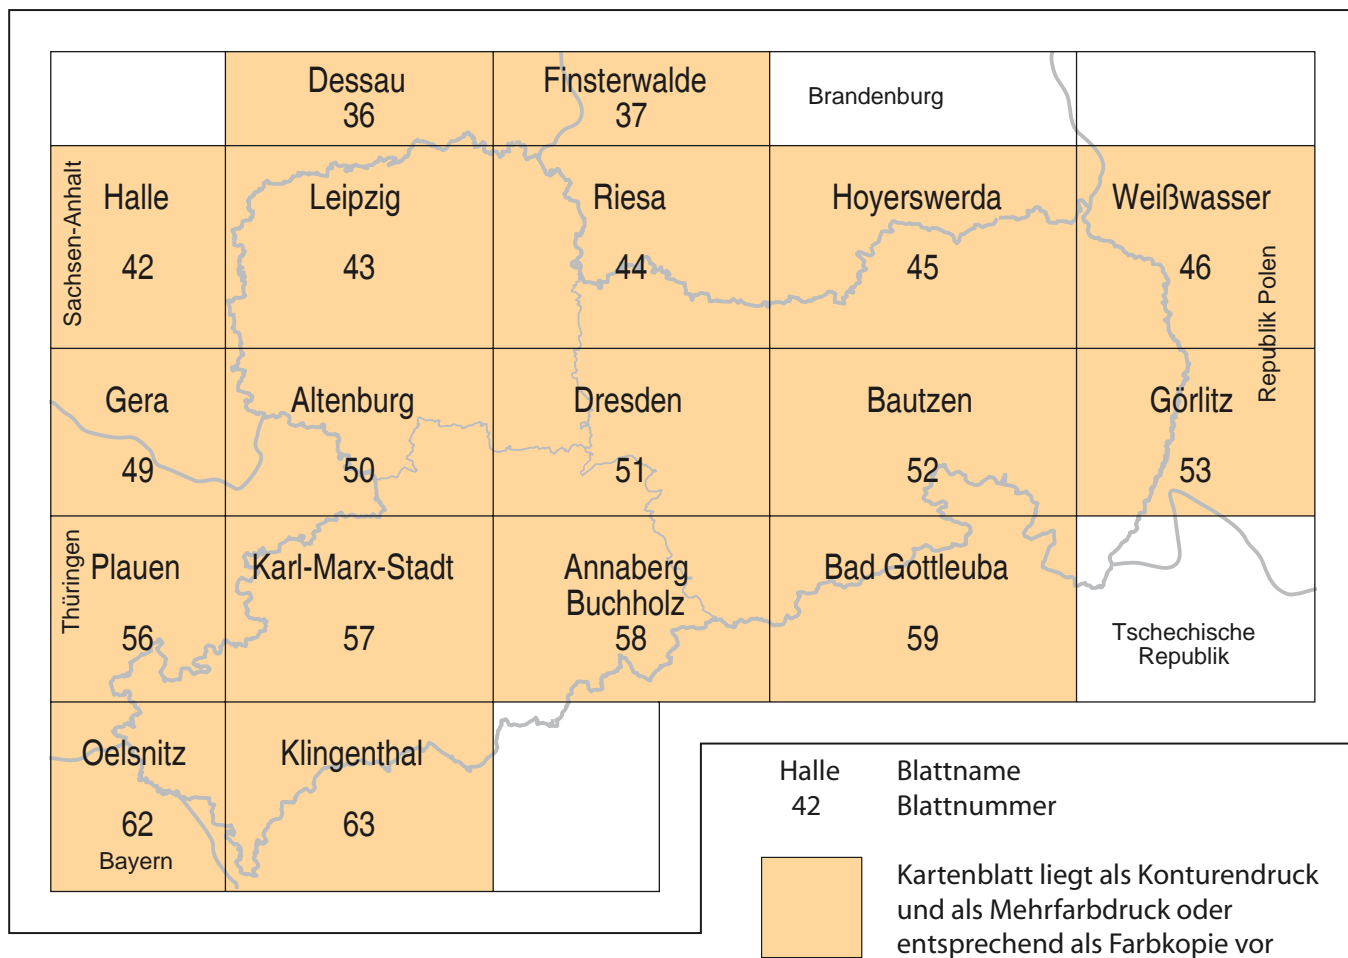 Dessau
36
Finsterwalde
37
Brandenburg
Sachsen-Anhalt
Halle
42
Leipzig
43
Riesa
44
Hoyerswerda
45
Weißwasser
46
Republik Polen
Gera
49
Altenburg
50
Dresden
51
Bautzen
52
Görlitz
53
Thüringen
Plauen
56
Karl-Marx-Stadt
57
Annaberg
Buchholz
58
Bad Gottleuba
59
Tschechische
Republik
Oelsnitz
62
Bayern
Klingenthal
63
Halle Blattname
42 Blattnummer
Kartenblatt liegt als Konturendruck
und als Mehrfarbdruck oder
entsprechend als Farbkopie vor